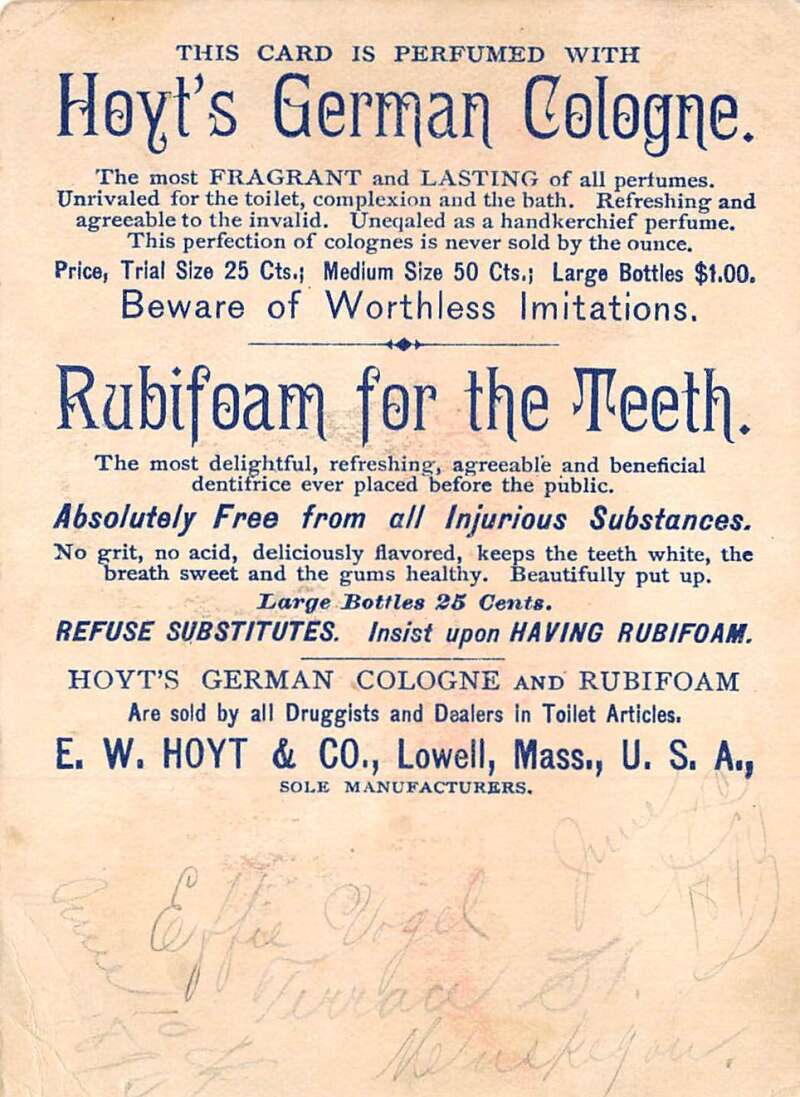 THIS CARD IS PERFUMED WITH
Hoyt's German Cologne.
The most FRAGRANT and LASTING of all perfumes.
Unrivaled for the toilet, complexion and the bath. Refreshing and
agreeable to the invalid. Uneqaled as a handkerchief perfume.
This perfection of colognes is never sold by the ounce.
Price, Trial Size 25 Cts.; Medium Size 50 Cts.; Large Bottles $1.00.
Beware of Worthless Imitations.
Rubifoam for the Teeth.
The most delightful, refreshing, agreeable and beneficial
dentifrice ever placed before the public.
Absolutely Free from all Injurious Substances.
No grit, no acid, deliciously flavored, keeps the teeth white, the
breath sweet and the gums healthy. Beautifully put up.
Large Bottles 25 Cents.
REFUSE SUBSTITUTES. Insist upon HAVING RUBIFOAM.
HOYT'S GERMAN COLOGNE AND RUBIFOAM
Are sold by all Druggists and Dealers in Toilet Articles.
E. W. HOYT & CO., Lowell, Mass., U. S. A.,
SOLE MANUFACTURERS.
June
Effie Vogel
Terrace St.
Muskegon.